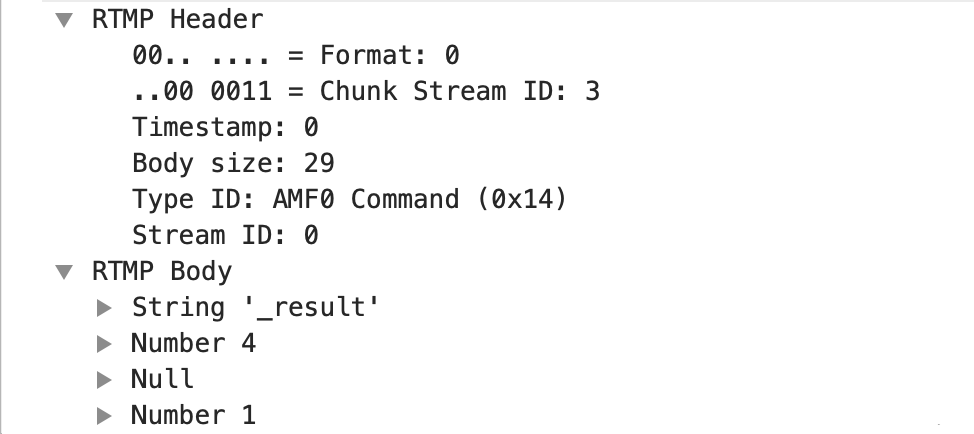 RTMP Header
00.. .... = Format: 0
..00 0011 = Chunk Stream ID: 3
Timestamp: 0
Body size: 29
Type ID: AMF0 Command (0x14)
Stream ID: 0
RTMP Body
String '_result'
Number 4
Null
Number 1